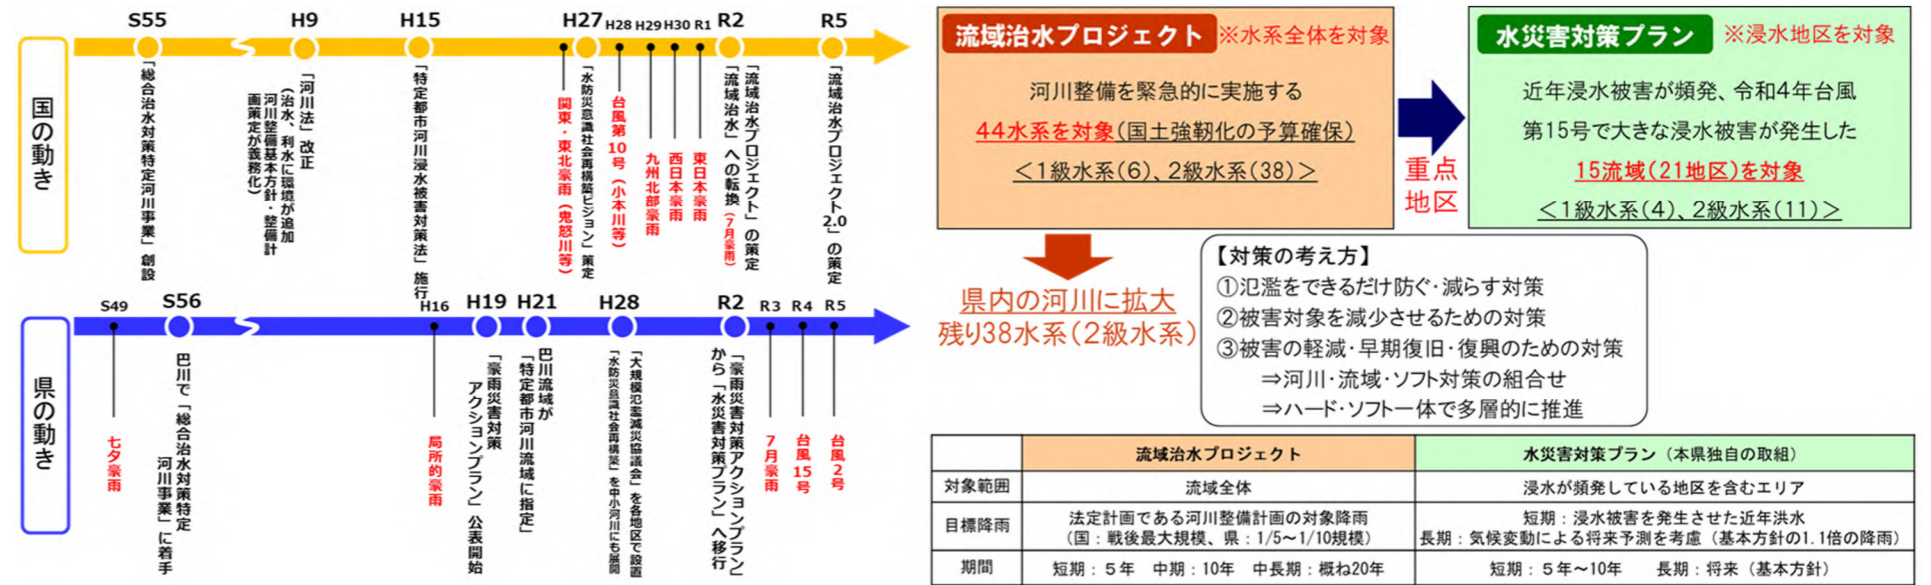 国の動き
S55
H9
H15
H27
H28
H29
H30
R1
R2
R5
「総合治水対策特定河川事業」創設
「河川法」改正
(治水、利水に環境が追加
河川整備基本方針・整備計
画策定が義務化)
「特定都市河川浸水被害対策法」施行
関東・東北豪雨(鬼怒川等)
「水防災意識社会再構築ビジョン」策定
台風第10号(小本川等)
九州北部豪雨
西日本豪雨
東日本豪雨
「流域治水プロジェクト」の策定
「流域治水」への転換(7月豪雨)
「流域治水プロジェクト2.0」の策定
県の動き
S49
S56
H16
H19
H21
H28
R2
R3
R4
R5
七夕豪雨
巴川で「総合治水対策特定
河川事業」に着手
局所的豪雨
「豪雨災害対策
アクションプラン」公表開始
巴川流域が
「特定都市河川流域に指定」
「大規模氾濫減災協議会」を各地区で設置
「水防災意識社会再構築」を中小河川にも展開
「豪雨災害対策アクションプラン」
から「水災害対策プラン」へ移行
7月豪雨
台風15号
台風2号
流域治水プロジェクト ※水系全体を対象
河川整備を緊急的に実施する
44水系を対象(国土強靭化の予算確保)
<1級水系(6)、2級水系(38)>
重点
地区
水災害対策プラン ※浸水地区を対象
近年浸水被害が頻発、令和4年台風
第15号で大きな浸水被害が発生した
15流域(21地区)を対象
<1級水系(4)、2級水系(11)>
県内の河川に拡大
残り38水系(2級水系)
【対策の考え方】
①氾濫をできるだけ防ぐ・減らす対策
②被害対象を減少させるための対策
③被害の軽減・早期復旧・復興のための対策
⇒河川・流域・ソフト対策の組合せ
⇒ハード・ソフト一体で多層的に推進
流域治水プロジェクト 水災害対策プラン(本県独自の取組)
対象範囲 流域全体 浸水が頻発している地区を含むエリア
目標降雨 法定計画である河川整備計画の対象降雨
(国:戦後最大規模、県:1/5~1/10規模)
短期:浸水被害を発生させた近年洪水
長期:気候変動による将来予測を考慮(基本方針の1.1倍の降雨)
期間 短期:5年 中期:10年 中長期:概ね20年 短期:5年~10年 長期:将来(基本方針)